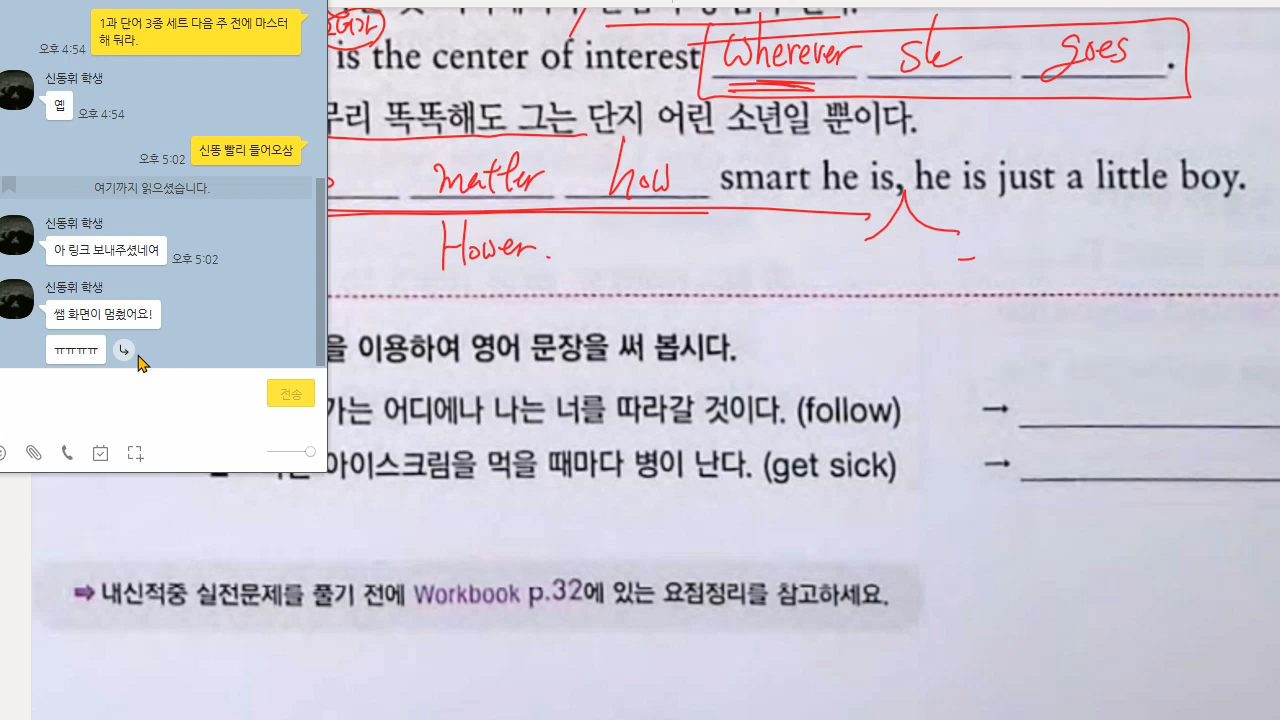 1과 단어 3종 세트 다음 주 전에 마스터
해 둬라.
오후 4:54
신동휘 학생
옙
오후 4:54
신똥 빨리 들어오삼
오후 5:02
여기까지 읽으셨습니다.
신동휘 학생
아 링크 보내주셨네여
오후 5:02
신동휘 학생
쌤 화면이 멈췄어요!
ㅠㅠㅠㅠ
전송
is the center of interest wherever she goes.
무리 똑똑해도 그는 단지 어린 소년일 뿐이다.
matter how smart he is, he is just a little boy.
Hower.
을 이용하여 영어 문장을 써 봅시다.
가는 어디에나 나는 너를 따라갈 것이다. (follow) →
아이스크림을 먹을 때마다 병이 난다. (get sick) →
➡ 내신적중 실전문제를 풀기 전에 Workbook p.32에 있는 요점정리를 참고하세요.